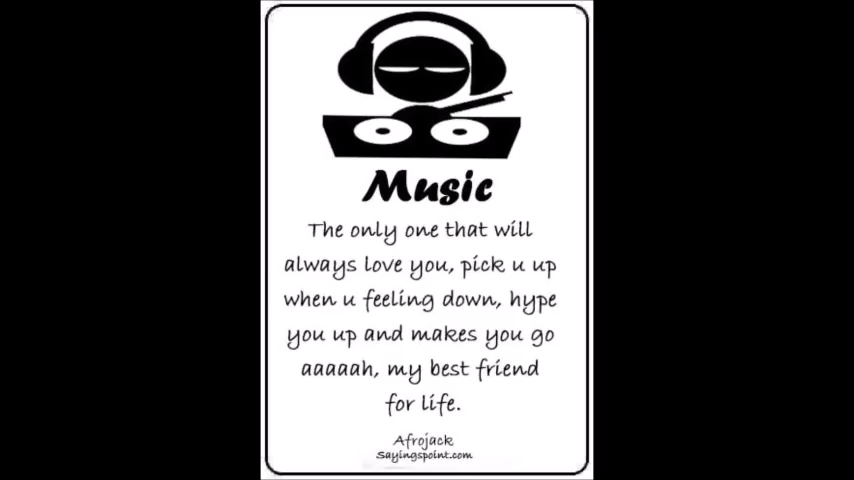 Music
The only one that will
always love you, pick u up
when u feeling down, hype
you up and makes you go
aaaaah, my best friend
for life.
Afrojack
Sayingspoint.com